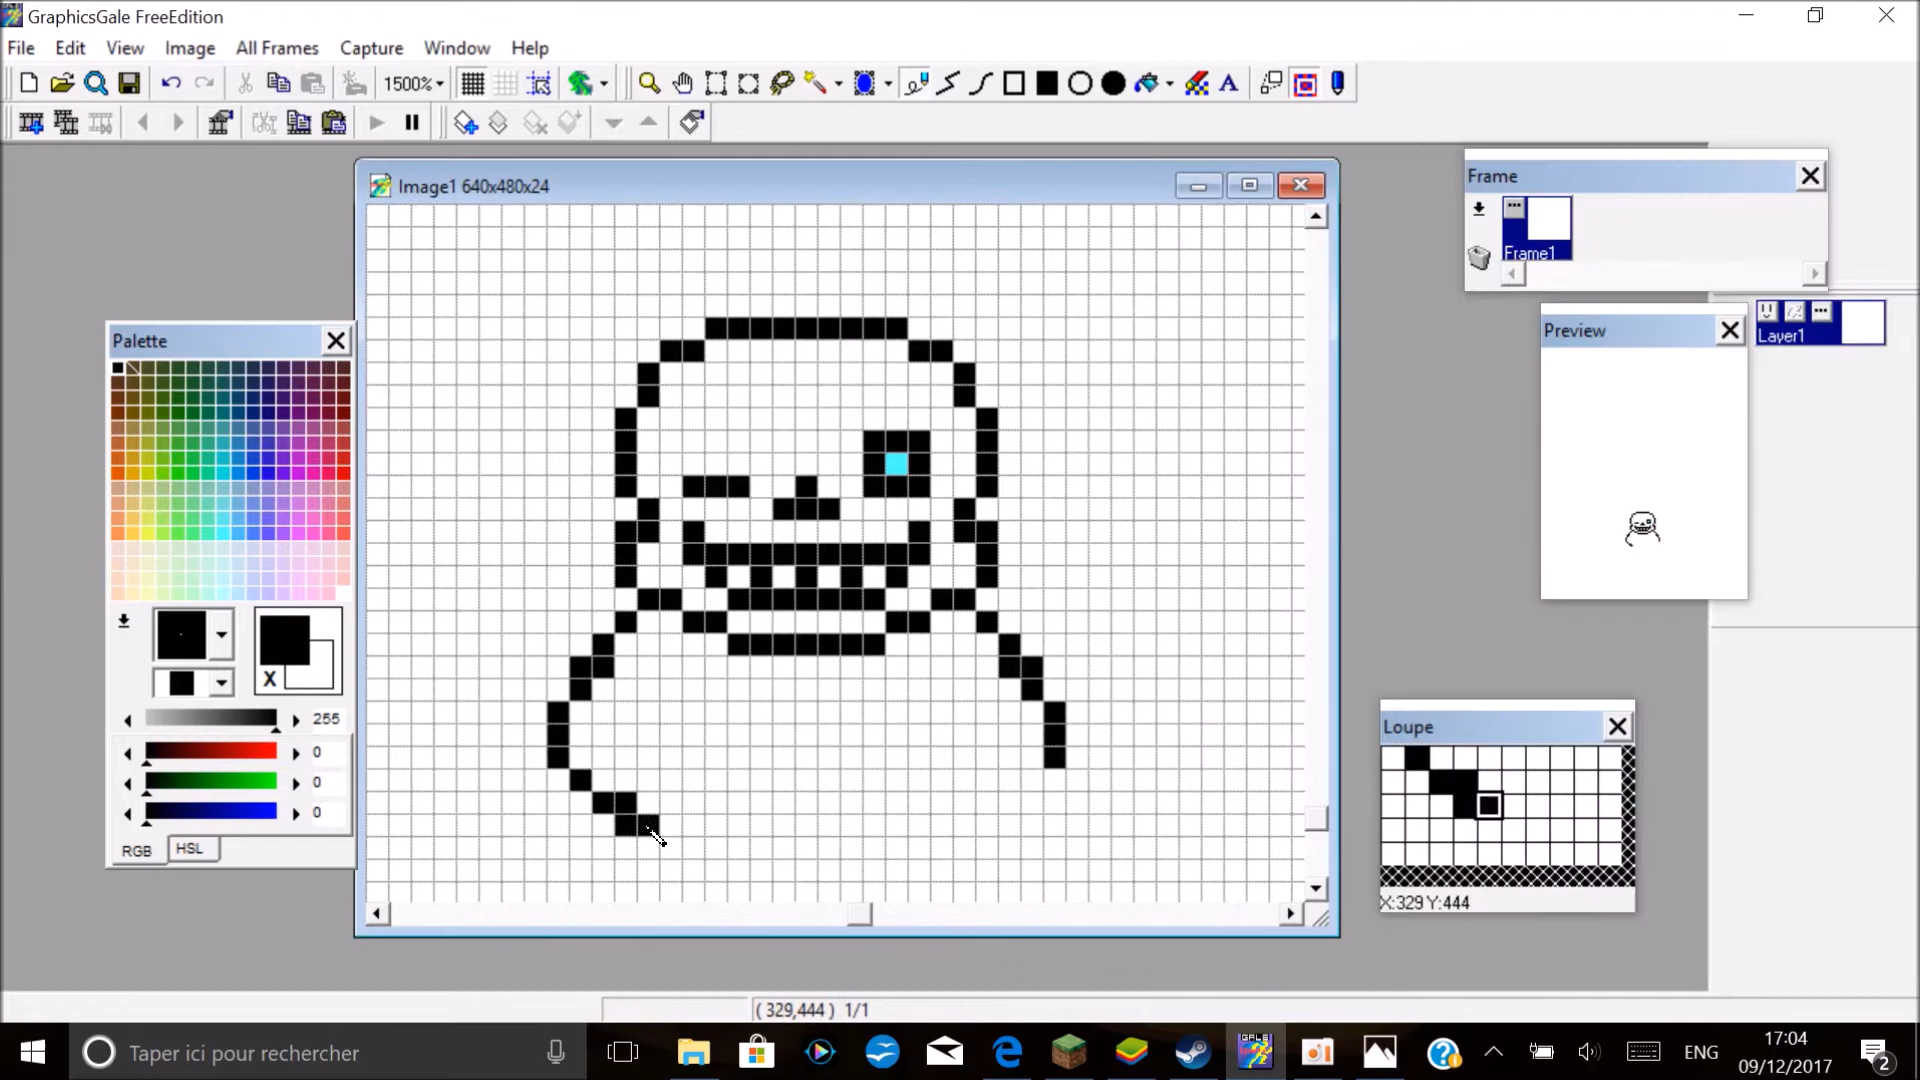 GraphicsGale FreeEdition
File Edit View Image All Frames Capture Window Help
1500%
A
Image1 640x480x24
Frame
Frame1
Palette
Preview
Layer1
X
255
0
0
0
RGB HSL
Loupe
X:329 Y:444
( 329,444 ) 1/1
Taper ici pour rechercher
GALE
ENG
17:04
09/12/2017
2